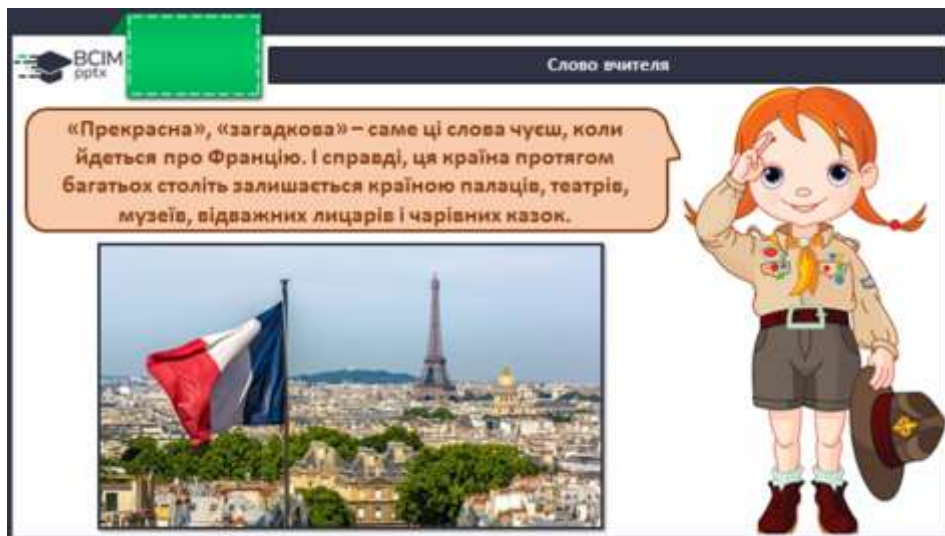 ВСІМ
pptx
Слово вчителя
«Прекрасна», «загадкова» – саме ці слова чуєш, коли
йдеться про Францію. І справді, ця країна протягом
багатьох століть залишається країною палаців, театрів,
музеїв, відважних лицарів і чарівних казок.